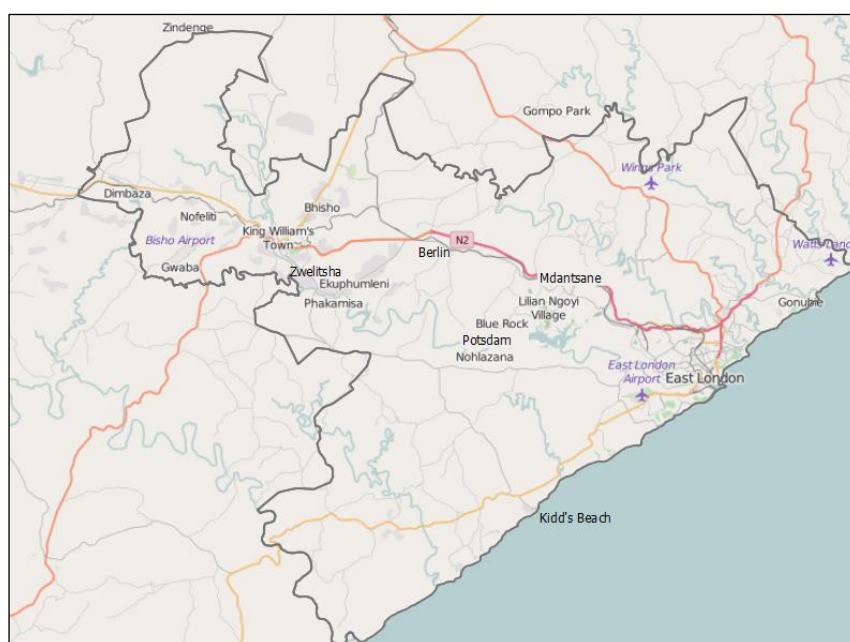 Zindenge
Gompo Park
Wings Park
Dimbaza
Nofeliti
Bhisho
King William's
Town
Bisho Airport
N2
Berlin
Gwaba
Zwelitsha
Ekuphumleni
Phakamisa
Mdantsane
Lilian Ngoyi
Village
Gonubie
Blue Rock
Potsdam
Nohlazana
East London
Airport
East London
Kidd's Beach